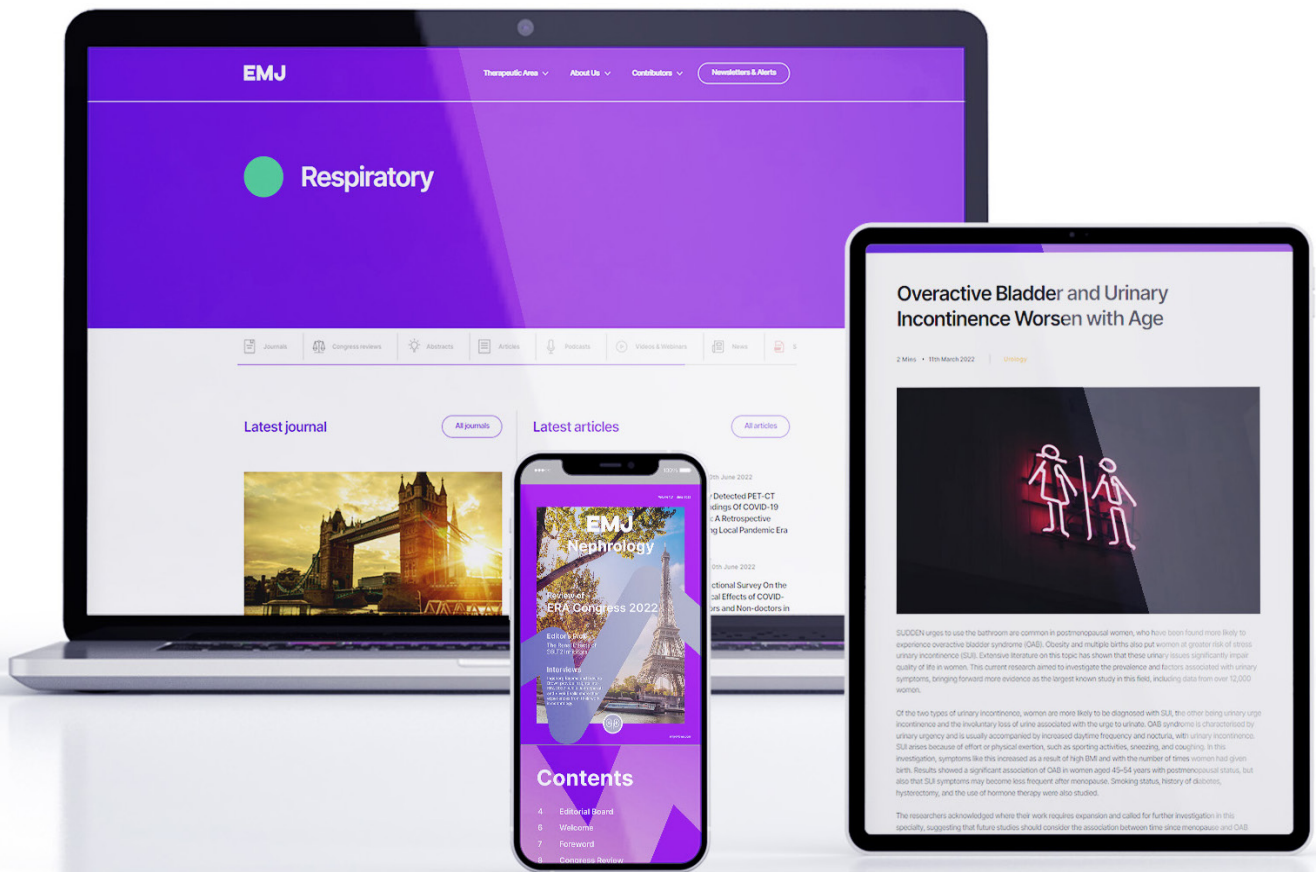 EMJ
Therapeutic Area
About Us
Contributors
Newsletters & Alerts
Respiratory
Journals
Congress reviews
Abstracts
Articles
Podcasts
Videos & Webinars
News
S
Latest journal
All journals
Latest articles
All articles
0th June 2022
Detected PET-CT
dings Of COVID-19
: A Retrospective
ng Local Pandemic Era
0th June 2022
ctional Survey On the
cal Effects of COVID-
ors and Non-doctors in
EMJ
Nephrology
Review of
ERA Congress 2022
Editor's Pick
Interviews
Contents
4 Editorial Board
6 Welcome
7 Foreword
8 Congress Review
Overactive Bladder and Urinary
Incontinence Worsen with Age
2 Mins • 11th March 2022
Urology
SUDDEN urges to use the bathroom are common in postmenopausal women, who have been found more likely to
experience overactive bladder syndrome (OAB). Obesity and multiple births also put women at greater risk of stress
urinary incontinence (SUI). Extensive literature on this topic has shown that these urinary issues significantly impair
quality of life in women. This current research aimed to investigate the prevalence and factors associated with urinary
symptoms, bringing forward more evidence as the largest known study in this field, including data from over 12,000
women.
Of the two types of urinary incontinence, women are more likely to be diagnosed with SUI, the other being urinary urge
incontinence and the involuntary loss of urine associated with the urge to urinate. OAB syndrome is characterised by
urinary urgency and is usually accompanied by increased daytime frequency and nocturia, with urinary incontinence.
SUI arises because of effort or physical exertion, such as sporting activities, sneezing, and coughing. In this
investigation, symptoms like this increased as a result of high BMI and with the number of times women had given
birth. Results showed a significant association of OAB in women aged 45–54 years with postmenopausal status, but
also that SUI symptoms may become less frequent after menopause. Smoking status, history of diabetes,
hysterectomy, and the use of hormone therapy were also studied.
The researchers acknowledged where their work requires expansion and called for further investigation in this
specialty, suggesting that future studies should consider the association between time since menopause and OAB